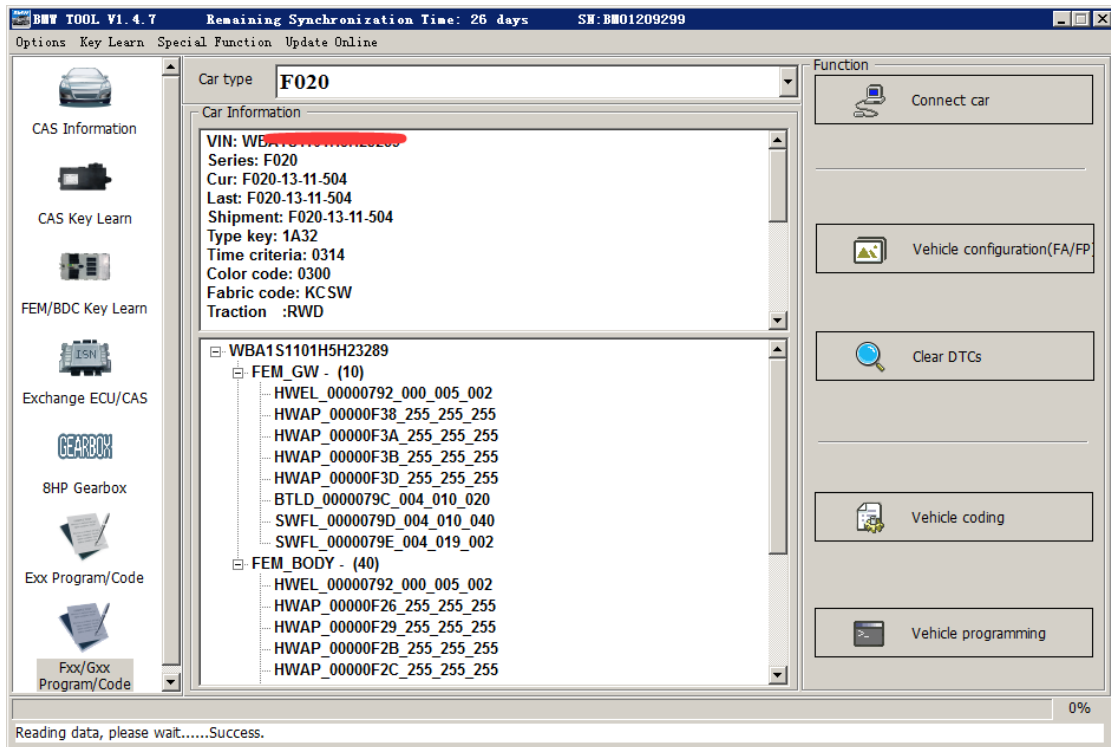 BMW TOOL V1.4.7 Remaining Synchronization Time: 26 days SN:BM01209299
Options Key Learn Special Function Update Online
CAS Information
CAS Key Learn
FEM/BDC Key Learn
ISN
Exchange ECU/CAS
GEARBOX
8HP Gearbox
Exx Program/Code
Fxx/Gxx
Program/Code
Car type F020
Car Information
VIN:
Series: F020
Cur: F020-13-11-504
Last: F020-13-11-504
Shipment: F020-13-11-504
Type key: 1A32
Time criteria: 0314
Color code: 0300
Fabric code: KCSW
Traction :RWD
WBA1S1101H5H23289
FEM_GW - (10)
HWEL_00000792_000_005_002
HWAP_00000F38_255_255_255
HWAP_00000F3A_255_255_255
HWAP_00000F3B_255_255_255
HWAP_00000F3D_255_255_255
BTLD_0000079C_004_010_020
SWFL_0000079D_004_010_040
SWFL_0000079E_004_019_002
FEM_BODY - (40)
HWEL_00000792_000_005_002
HWAP_00000F26_255_255_255
HWAP_00000F29_255_255_255
HWAP_00000F2B_255_255_255
HWAP_00000F2C_255_255_255
Function
Connect car
Vehicle configuration(FA/FP)
Clear DTCs
Vehicle coding
Vehicle programming
0%
Reading data, please wait......Success.